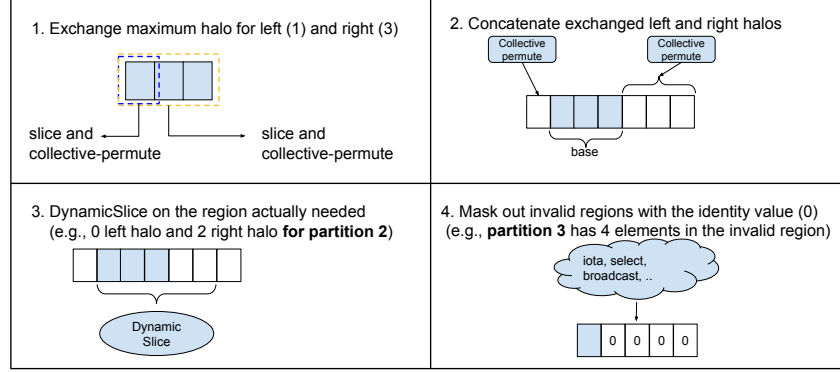 1. Exchange maximum halo for left (1) and right (3)
slice and
collective-permute
slice and
collective-permute
2. Concatenate exchanged left and right halos
Collective
permute
Collective
permute
base
3. DynamicSlice on the region actually needed
(e.g., 0 left halo and 2 right halo for partition 2)
Dynamic
Slice
4. Mask out invalid regions with the identity value (0)
(e.g., partition 3 has 4 elements in the invalid region)
iota, select,
broadcast, ..
0 0 0 0